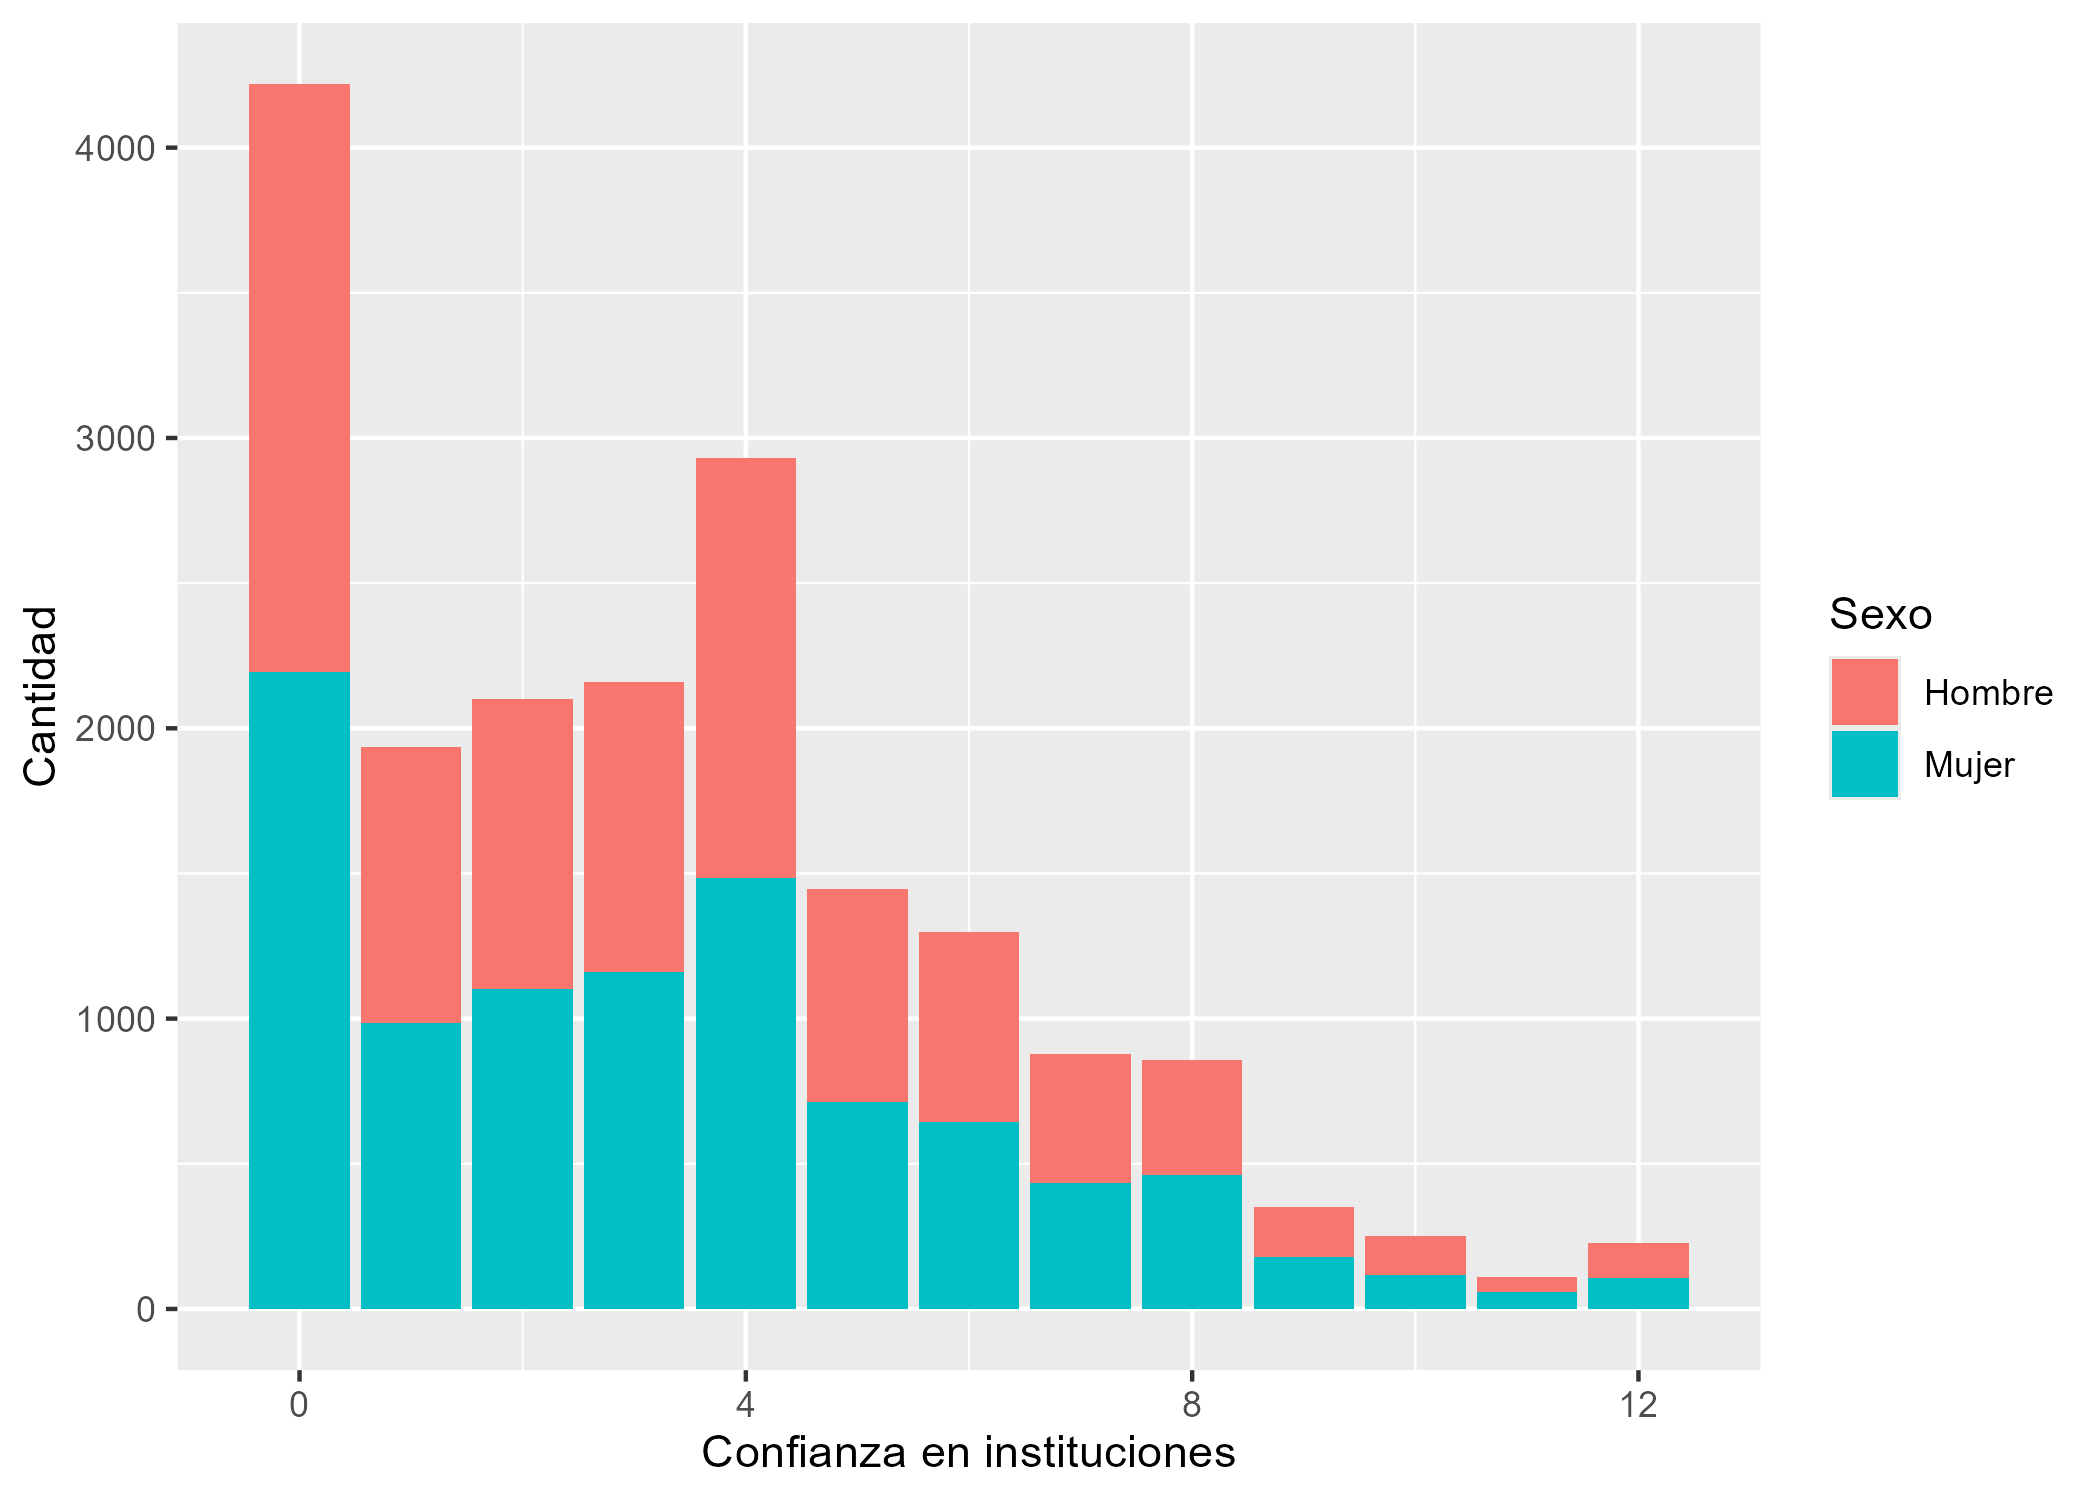 4000
3000
2000
1000
0
Cantidad
0 4 8 12
Confianza en instituciones
Sexo
Hombre
Mujer